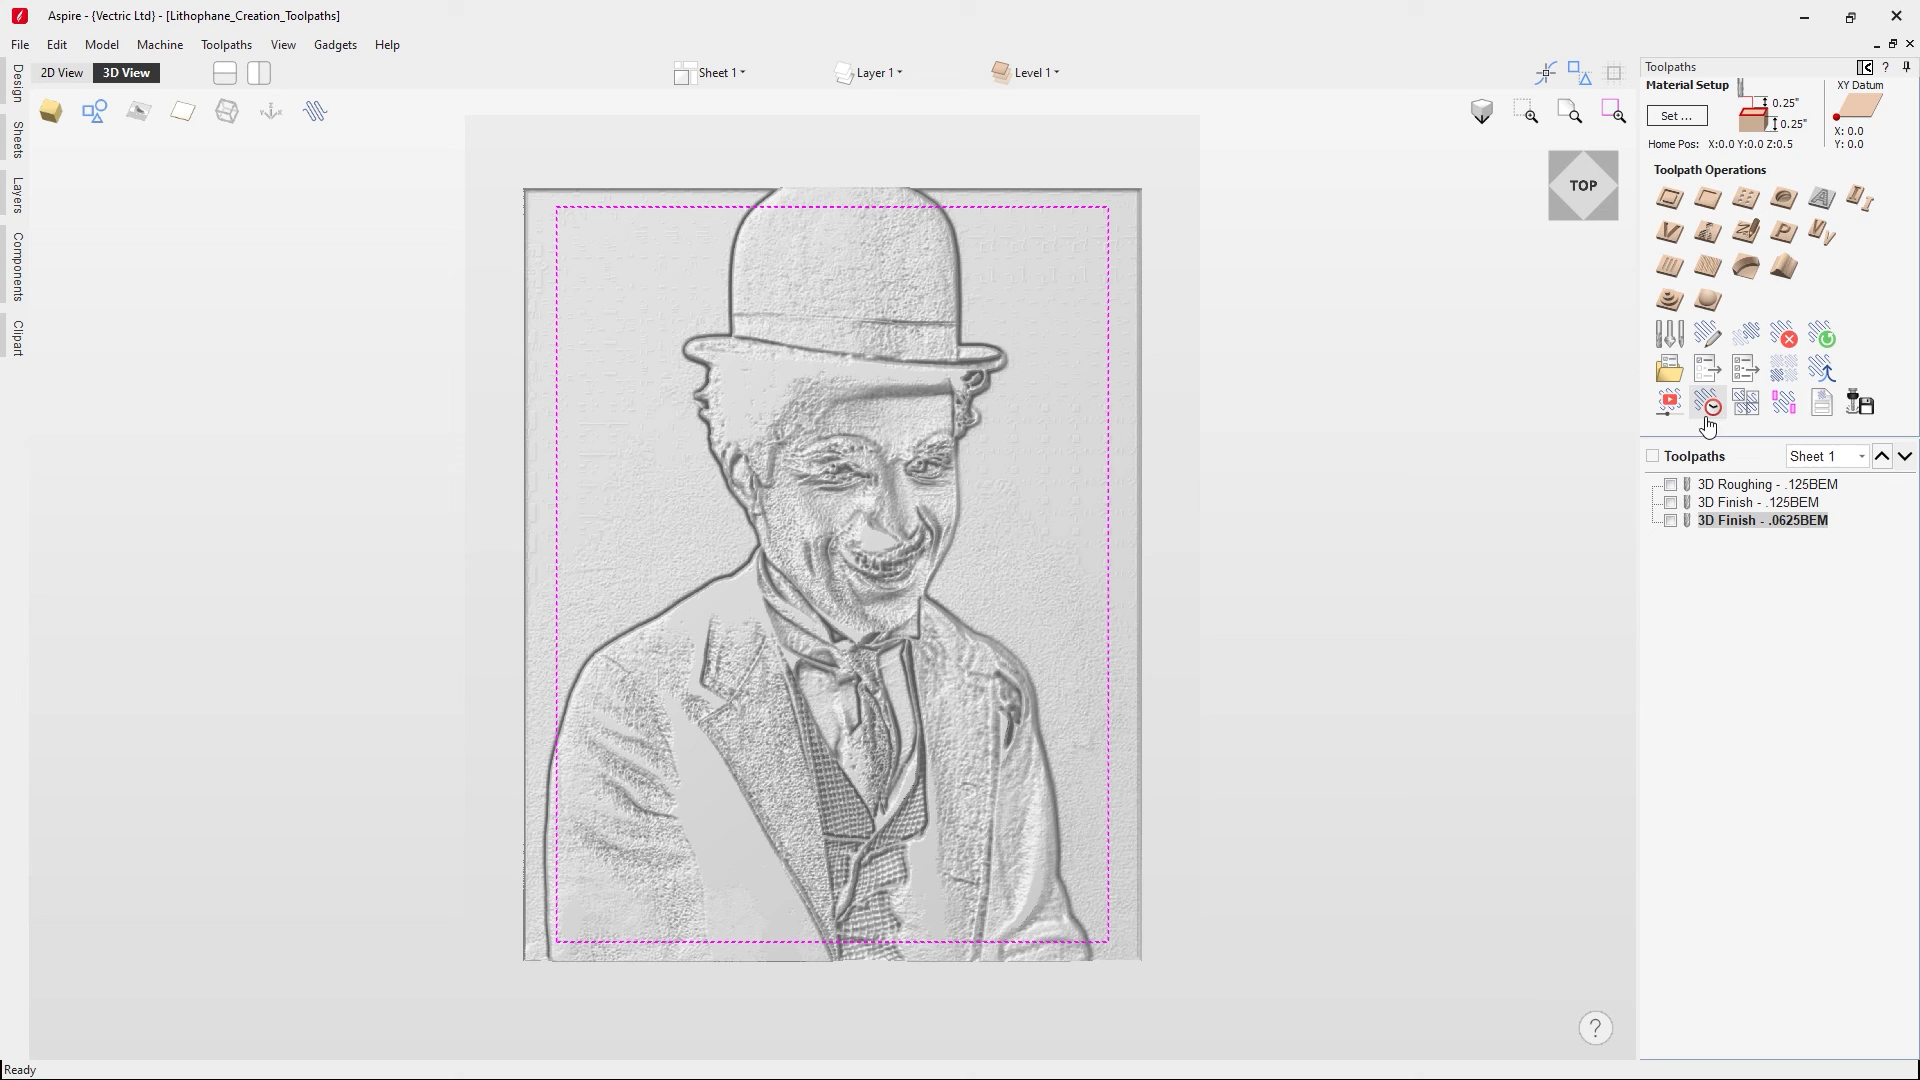 Aspire - {Vectric Ltd} - [Lithophane_Creation_Toolpaths]
File Edit Model Machine Toolpaths View Gadgets Help
2D View 3D View Sheet 1 Layer 1 Level 1
Design
Sheets
Layers
Components
Clipart
TOP
Toolpaths
Material Setup
Set ...
0.25"
0.25"
XY Datum
X: 0.0
Y: 0.0
Home Pos: X:0.0 Y:0.0 Z:0.5
Toolpath Operations
Toolpaths Sheet 1
3D Roughing - .125BEM
3D Finish - .125BEM
3D Finish - .0625BEM
?
Ready